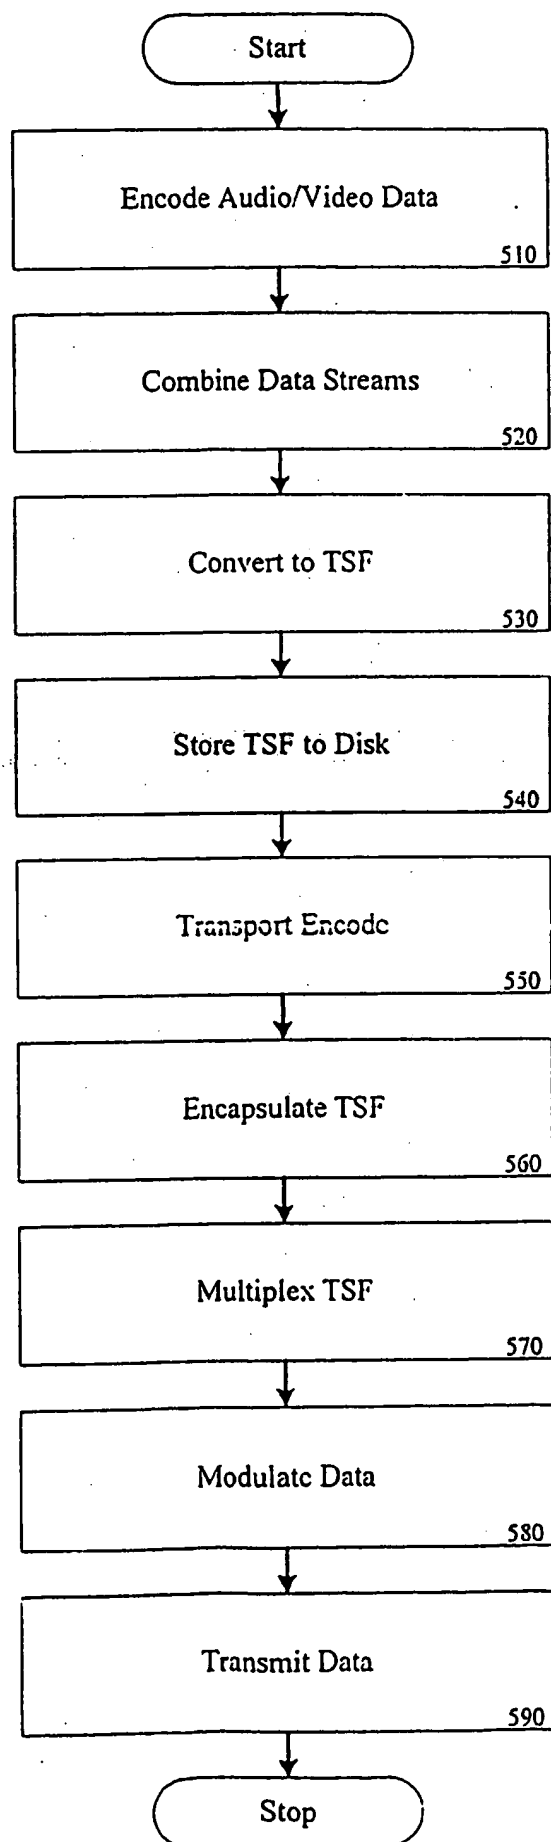 Start
Encode Audio/Video Data
510
Combine Data Streams
520
Convert to TSF
530
Store TSF to Disk
540
Transport Encode
550
Encapsulate TSF
560
Multiplex TSF
570
Modulate Data
580
Transmit Data
590
Stop